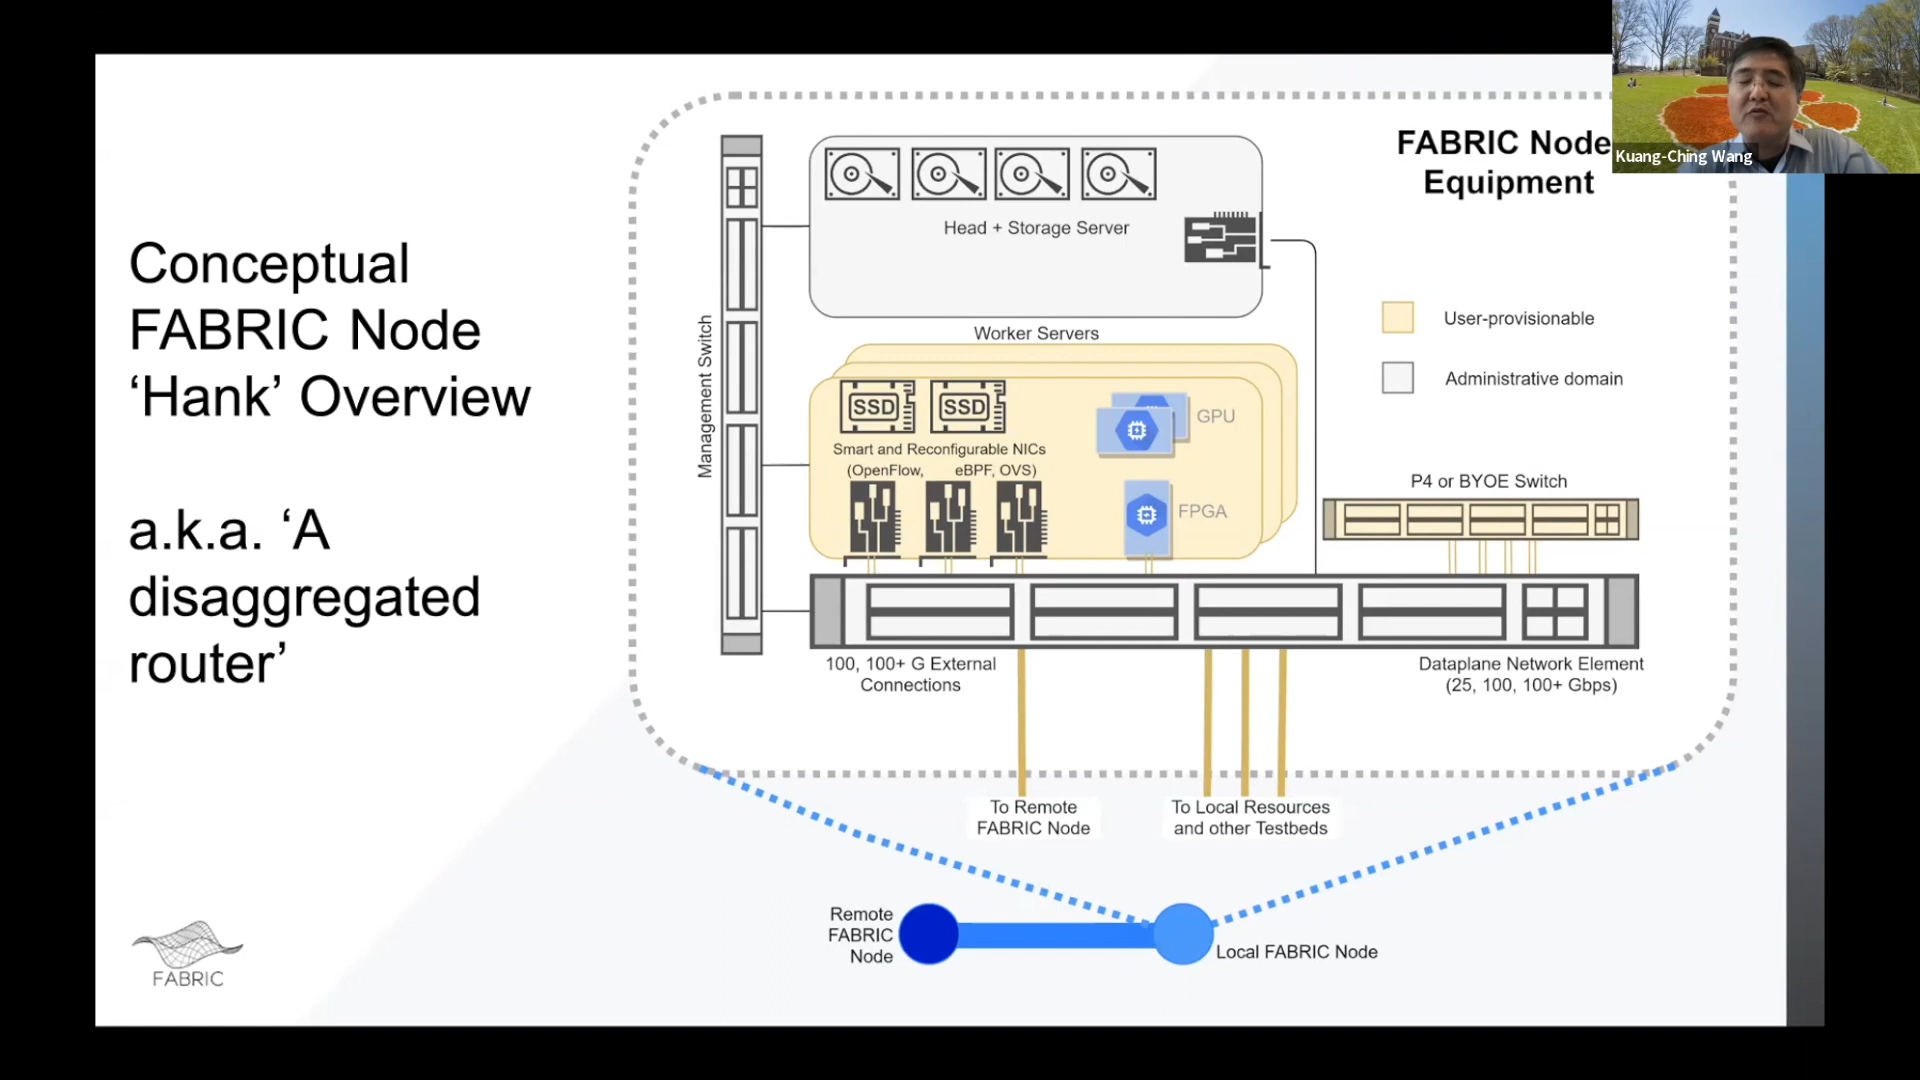 Conceptual
FABRIC Node
‘Hank’ Overview
a.k.a. ‘A
disaggregated
router’
FABRIC
FABRIC Node
Equipment
Kuang-Ching Wang
Management Switch
Head + Storage Server
Worker Servers
SSD
SSD
GPU
Smart and Reconfigurable NICs
(OpenFlow, eBPF, OVS)
FPGA
User-provisionable
Administrative domain
P4 or BYOE Switch
100, 100+ G External
Connections
Dataplane Network Element
(25, 100, 100+ Gbps)
To Remote
FABRIC Node
To Local Resources
and other Testbeds
Remote
FABRIC
Node
Local FABRIC Node